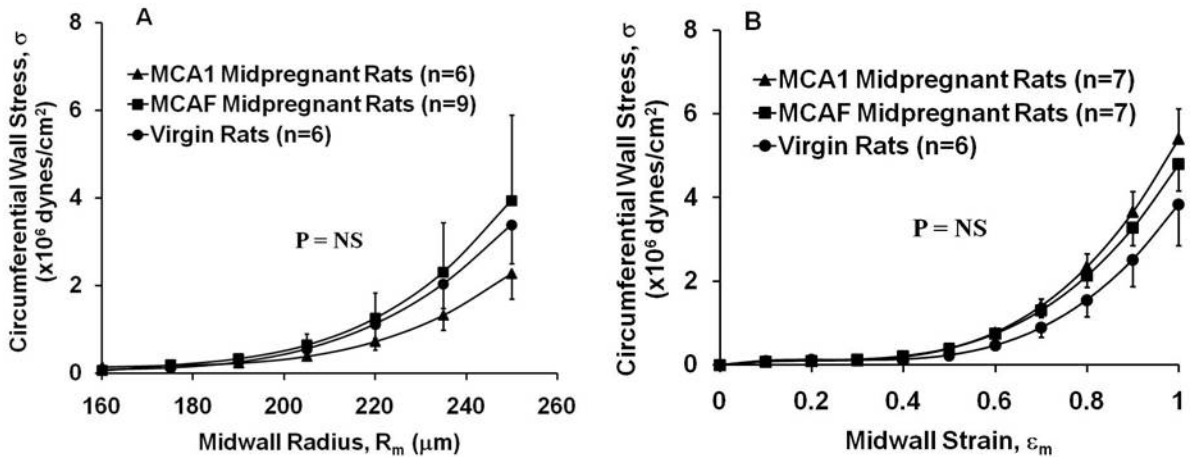 A
Circumferential Wall Stress, σ
(x10⁶ dynes/cm²)
8
6
4
2
0
MCA1 Midpregnant Rats (n=6)
MCAF Midpregnant Rats (n=9)
Virgin Rats (n=6)
P = NS
160 180 200 220 240 260
Midwall Radius, Rₘ (μm)
B
Circumferential Wall Stress, σ
(x10⁶ dynes/cm²)
8
6
4
2
0
MCA1 Midpregnant Rats (n=7)
MCAF Midpregnant Rats (n=7)
Virgin Rats (n=6)
P = NS
0 0.2 0.4 0.6 0.8 1
Midwall Strain, εₘ